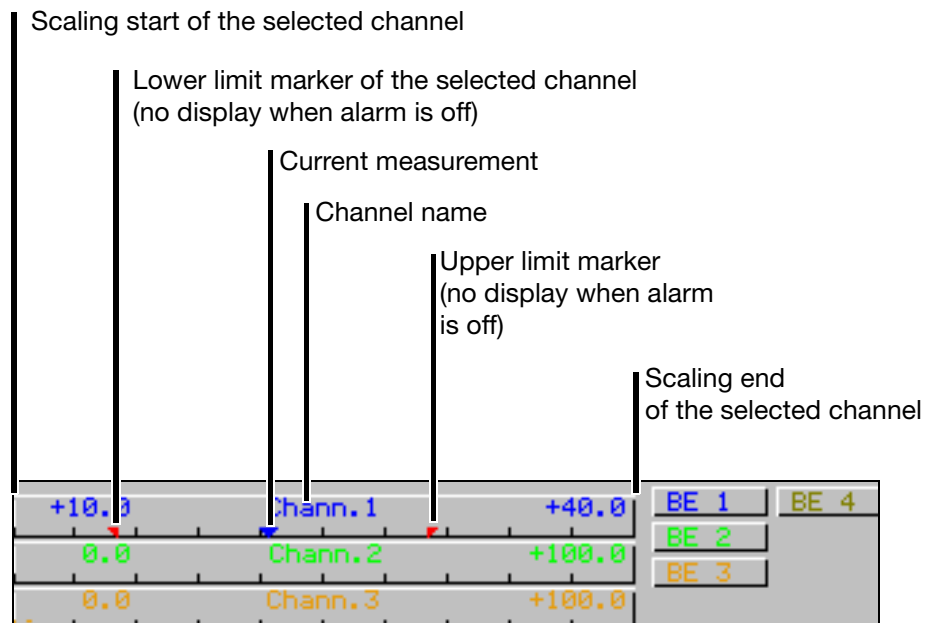 Scaling start of the selected channel
Lower limit marker of the selected channel
(no display when alarm is off)
Current measurement
Channel name
Upper limit marker
(no display when alarm
is off)
Scaling end
of the selected channel
+10.0 Chann.1 +40.0 BE 1 BE 4
0.0 Chann.2 +100.0 BE 2
0.0 Chann.3 +100.0 BE 3